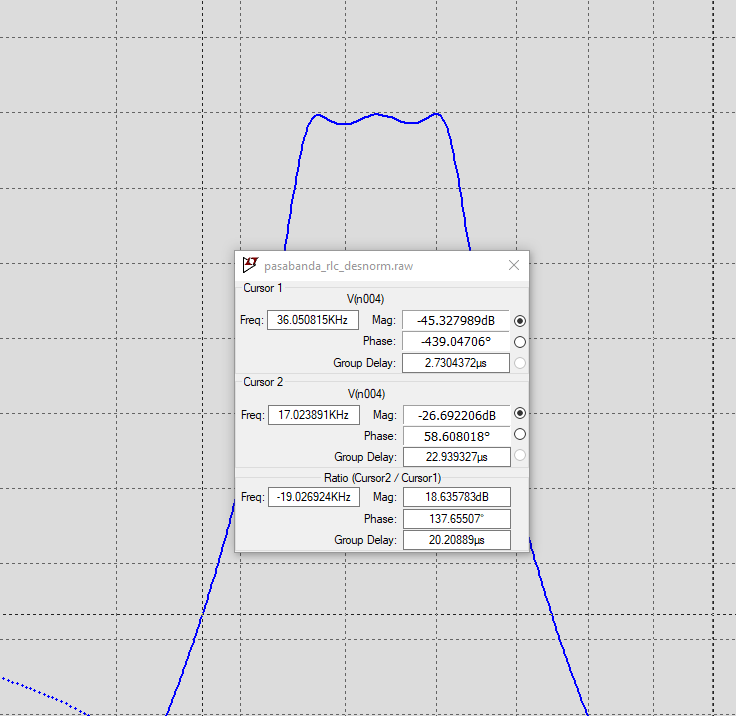 pasabanda_rlc_desnorm.raw
Cursor 1
V(n004)
Freq: 36.050815KHz Mag: -45.327989dB
Phase: -439.04706°
Group Delay: 2.7304372µs
Cursor 2
V(n004)
Freq: 17.023891KHz Mag: -26.692206dB
Phase: 58.608018°
Group Delay: 22.939327µs
Ratio (Cursor2 / Cursor1)
Freq: -19.026924KHz Mag: 18.635783dB
Phase: 137.65507°
Group Delay: 20.20889µs